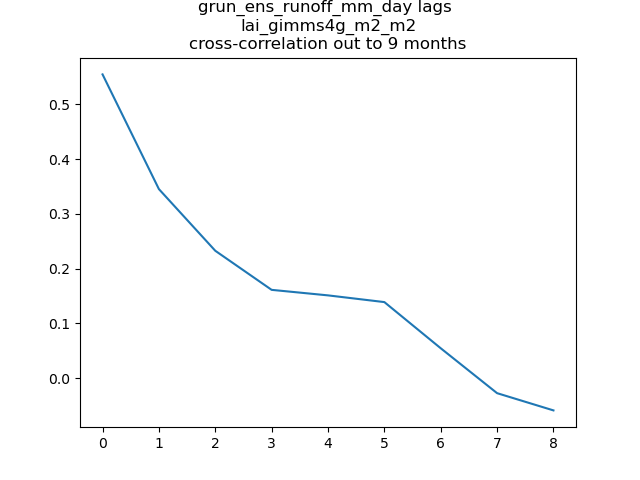 grun_ens_runoff_mm_day lags
lai_gimms4g_m2_m2
cross-correlation out to 9 months
0.5
0.4
0.3
0.2
0.1
0.0
0 1 2 3 4 5 6 7 8